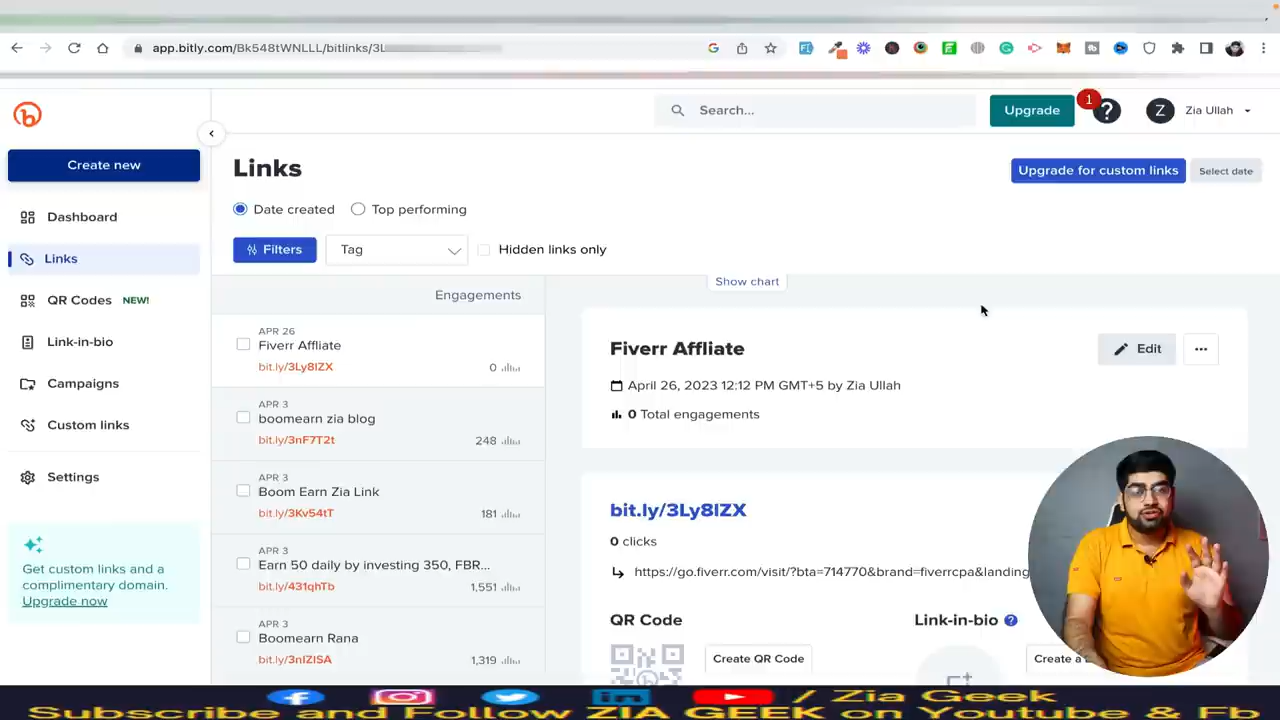 app.bitly.com/Bk548tWNLLL/bitlinks/3L
Search...
Upgrade
1
?
Z
Zia Ullah
Create new
Links
Upgrade for custom links
Select date
Date created
Top performing
Filters
Tag
Hidden links only
Dashboard
Links
QR Codes NEW!
Link-in-bio
Campaigns
Custom links
Settings
Get custom links and a
complimentary domain.
Upgrade now
Engagements
Show chart
APR 26
Fiverr Affliate
bit.ly/3Ly8lZX 0
APR 3
boomearn zia blog
bit.ly/3nF7T2t 248
APR 3
Boom Earn Zia Link
bit.ly/3Kv54tT 181
APR 3
Earn 50 daily by investing 350, FBR...
bit.ly/431qhTb 1,551
APR 3
Boomearn Rana
bit.ly/3nIZISA 1,319
Fiverr Affliate
Edit
...
April 26, 2023 12:12 PM GMT+5 by Zia Ullah
0 Total engagements
bit.ly/3Ly8lZX
0 clicks
https://go.fiverr.com/visit/?bta=714770&brand=fiverrcpa&landing
QR Code
Link-in-bio ?
Create QR Code
Create a
/ Zia Geek
Subscribe and Follow ZIA GEEK on Youtube & Fb